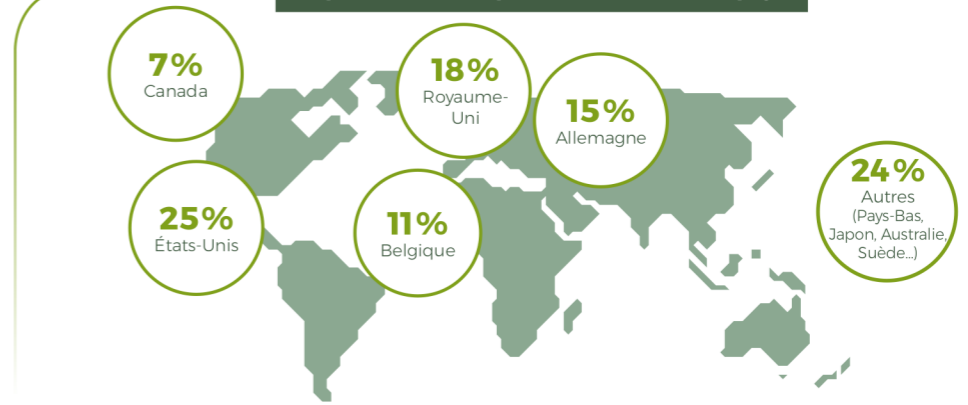 7%
Canada
18%
Royaume-
Uni
15%
Allemagne
24%
Autres
(Pays-Bas,
Japon, Australie,
Suède...)
25%
États-Unis
11%
Belgique